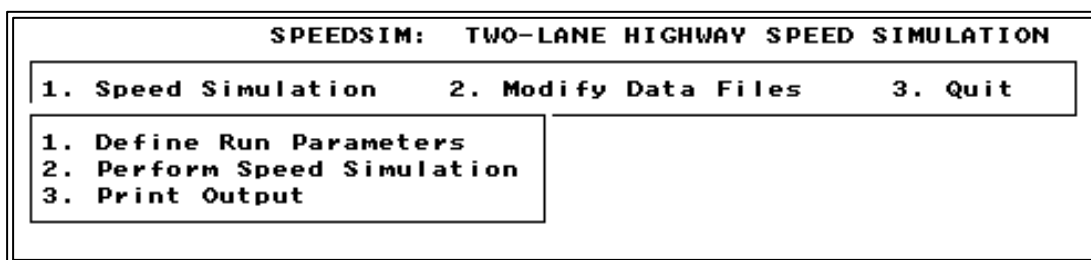 SPEEDSIM: TWO-LANE HIGHWAY SPEED SIMULATION
1. Speed Simulation 2. Modify Data Files 3. Quit
1. Define Run Parameters
2. Perform Speed Simulation
3. Print Output